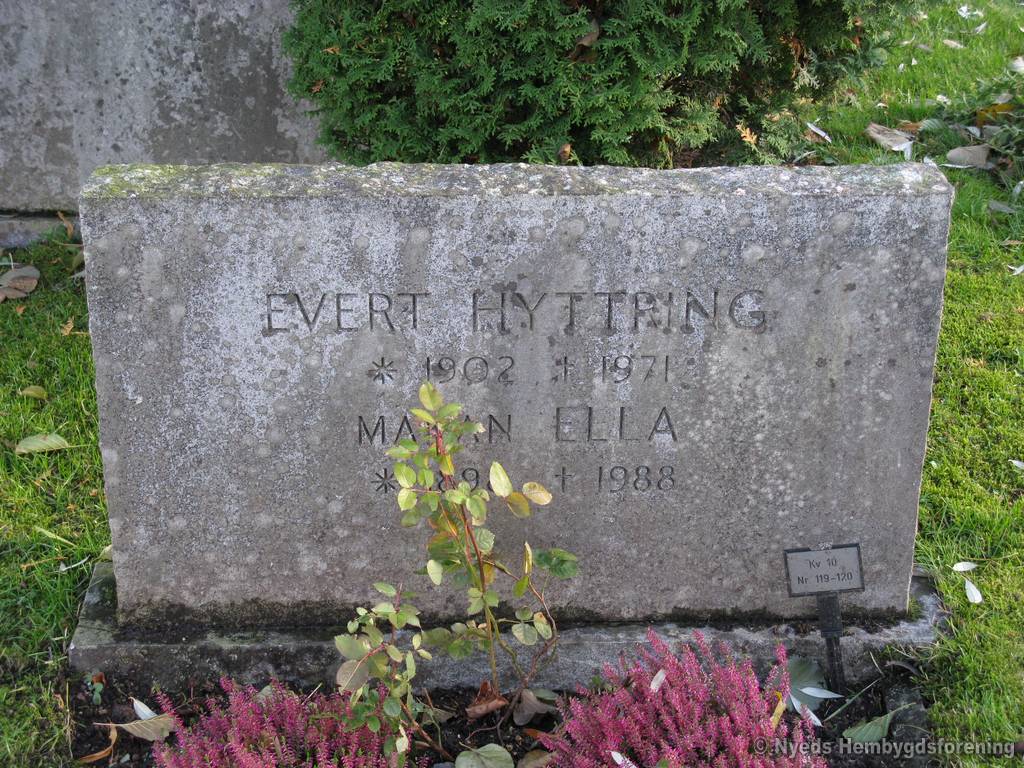 EVERT HYTTRING
* 1902 + 1971
ELLA
+ 1988
Kv 10
Nr 119-120
© Nyeds Hembygdsförening